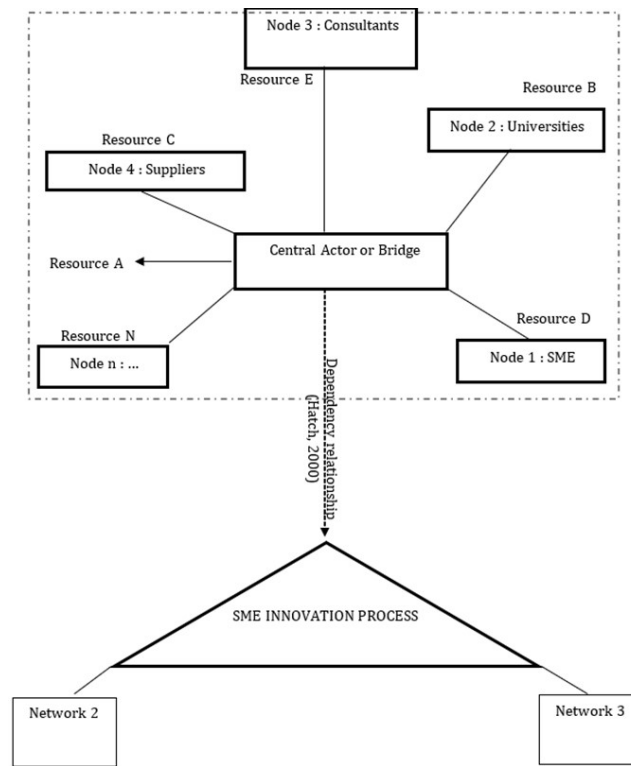 Node 3 : Consultants
Resource E
Resource B
Node 2 : Universities
Resource C
Node 4 : Suppliers
Central Actor or Bridge
Resource A
Resource N
Node n : ...
Resource D
Node 1 : SME
Dependency relationship
(Hatch, 2000)
SME INNOVATION PROCESS
Network 2
Network 3